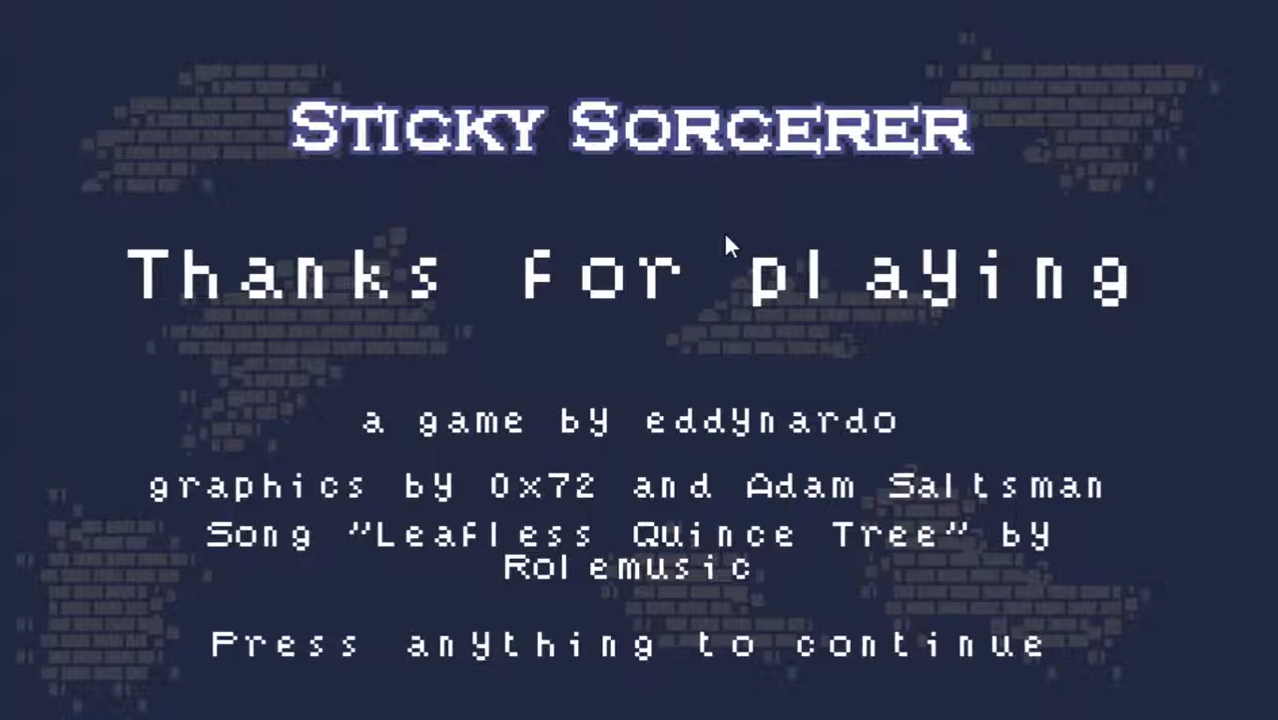 Sticky Sorcerer
Thanks for playing
a game by eddynardo
graphics by 0x72 and Adam Saltsman
Song "Leafless Quince Tree" by
Rolemusic
Press anything to continue